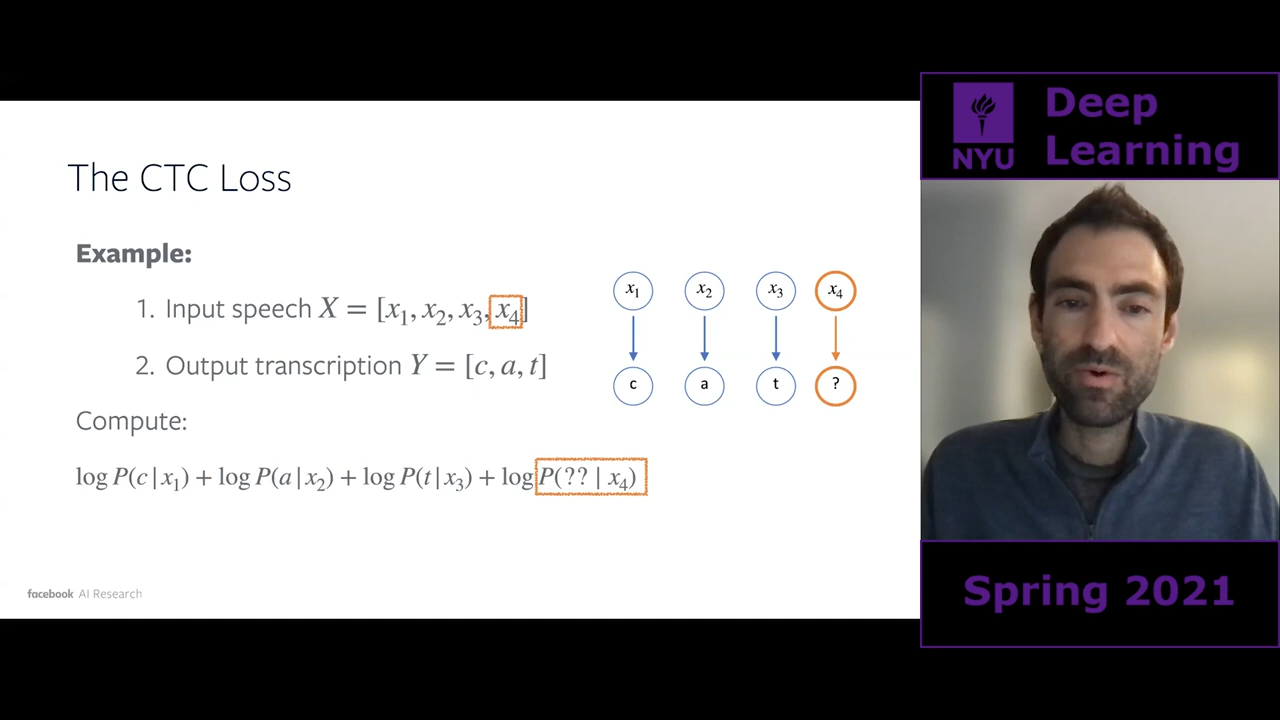 The CTC Loss
Example:
1. Input speech X = [x₁, x₂, x₃, x₄]
2. Output transcription Y = [c, a, t]
Compute:
log P(c|x₁) + log P(a|x₂) + log P(t|x₃) + log P(?? | x₄)
x₁ x₂ x₃ x₄
c a t ?
facebook AI Research
NYU
Deep
Learning
Spring 2021